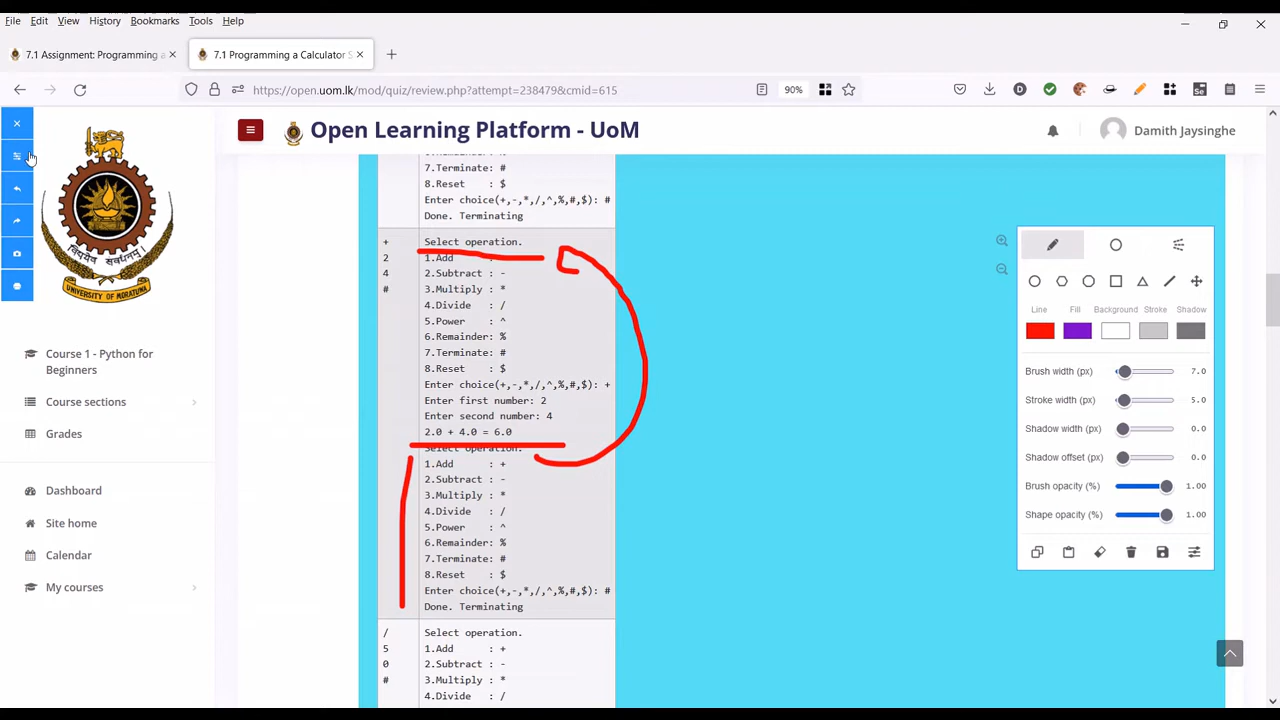 File Edit View History Bookmarks Tools Help
7.1 Assignment: Programming a
7.1 Programming a Calculator S
https://open.uom.lk/mod/quiz/review.php?attempt=238479&cmid=615
90%
Open Learning Platform - UoM
Damith Jaysinghe
UNIVERSITY OF MORATUWA
Course 1 - Python for
Beginners
Course sections
Grades
Dashboard
Site home
Calendar
My courses
7.Terminate: #
8.Reset : $
Enter choice(+,-,*,/,^,%,#,$): #
Done. Terminating
+
2
4
#
Select operation.
1.Add :
2.Subtract : -
3.Multiply : *
4.Divide : /
5.Power : ^
6.Remainder: %
7.Terminate: #
8.Reset : $
Enter choice(+,-,*,/,^,%,#,$): +
Enter first number: 2
Enter second number: 4
2.0 + 4.0 = 6.0
Select operation.
1.Add : +
2.Subtract : -
3.Multiply : *
4.Divide : /
5.Power : ^
6.Remainder: %
7.Terminate: #
8.Reset : $
Enter choice(+,-,*,/,^,%,#,$): #
Done. Terminating
/
5
0
#
Select operation.
1.Add : +
2.Subtract : -
3.Multiply : *
4.Divide : /
Line Fill Background Stroke Shadow
Brush width (px) 7.0
Stroke width (px) 5.0
Shadow width (px) 0.0
Shadow offset (px) 0.0
Brush opacity (%) 1.00
Shape opacity (%) 1.00